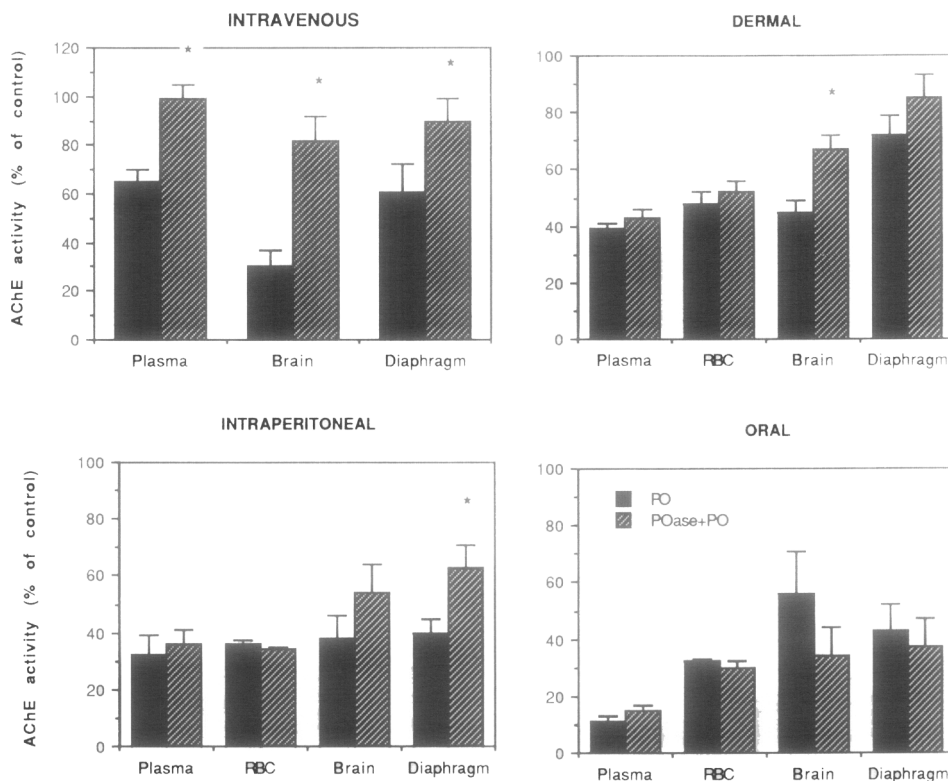 INTRAVENOUS
AChE activity (% of control)
120
100
80
60
40
20
0
*
*
*
Plasma Brain Diaphragm
DERMAL
100
80
60
40
20
0
*
Plasma RBC Brain Diaphragm
INTRAPERITONEAL
AChE activity (% of control)
100
80
60
40
20
0
*
Plasma RBC Brain Diaphragm
ORAL
100
80
60
40
20
0
PO
POase+PO
Plasma RBC Brain Diaphragm